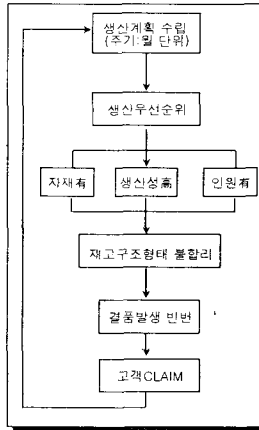 생산계획 수립
(주기:월 단위)
생산우선순위
자재有 생산성高 인원有
재고구조형태 불합리
결품발생 빈번
고객CLAIM